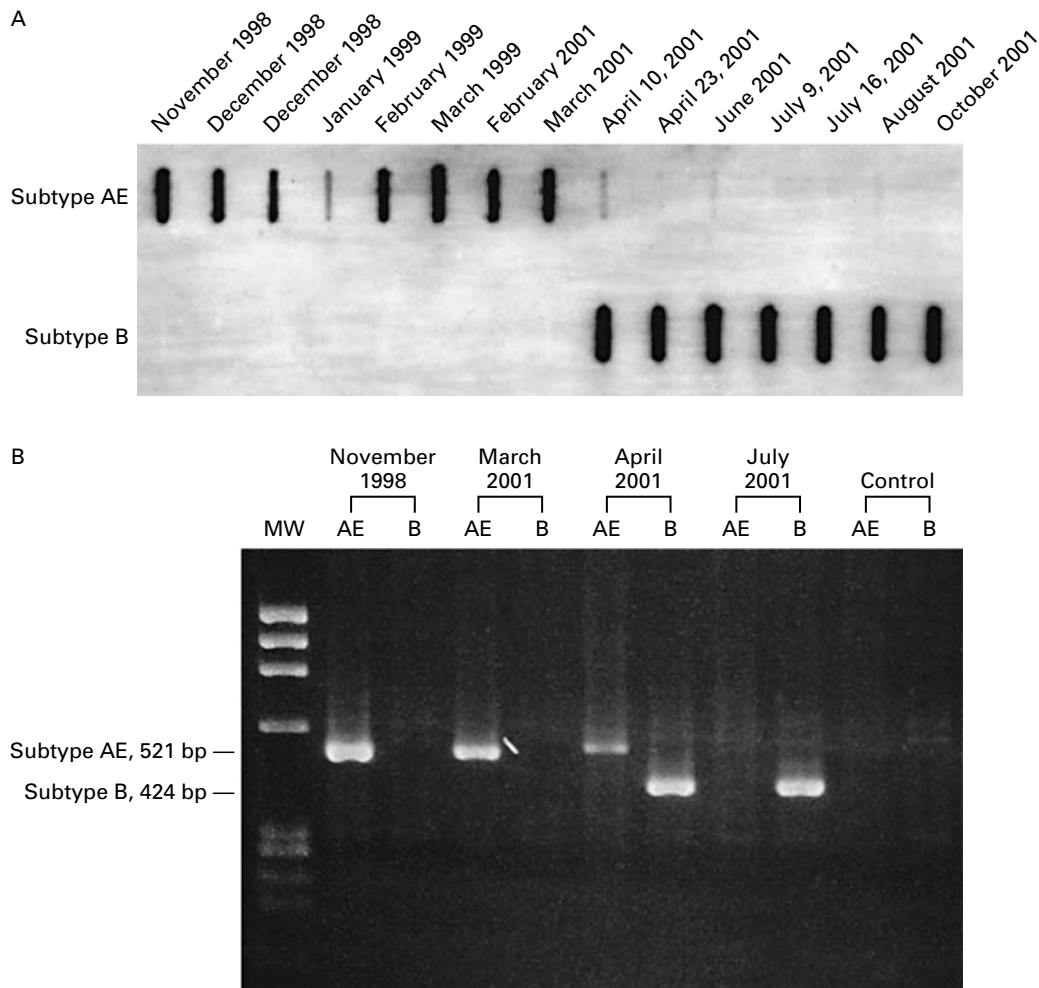 A
November 1998
December 1998
December 1998
January 1999
February 1999
March 1999
February 2001
March 2001
April 10, 2001
April 23, 2001
June 2001
July 9, 2001
July 16, 2001
August 2001
October 2001
Subtype AE
Subtype B
B
November
1998
March
2001
April
2001
July
2001
Control
MW
AE
B
AE
B
AE
B
AE
B
AE
B
Subtype AE, 521 bp
Subtype B, 424 bp